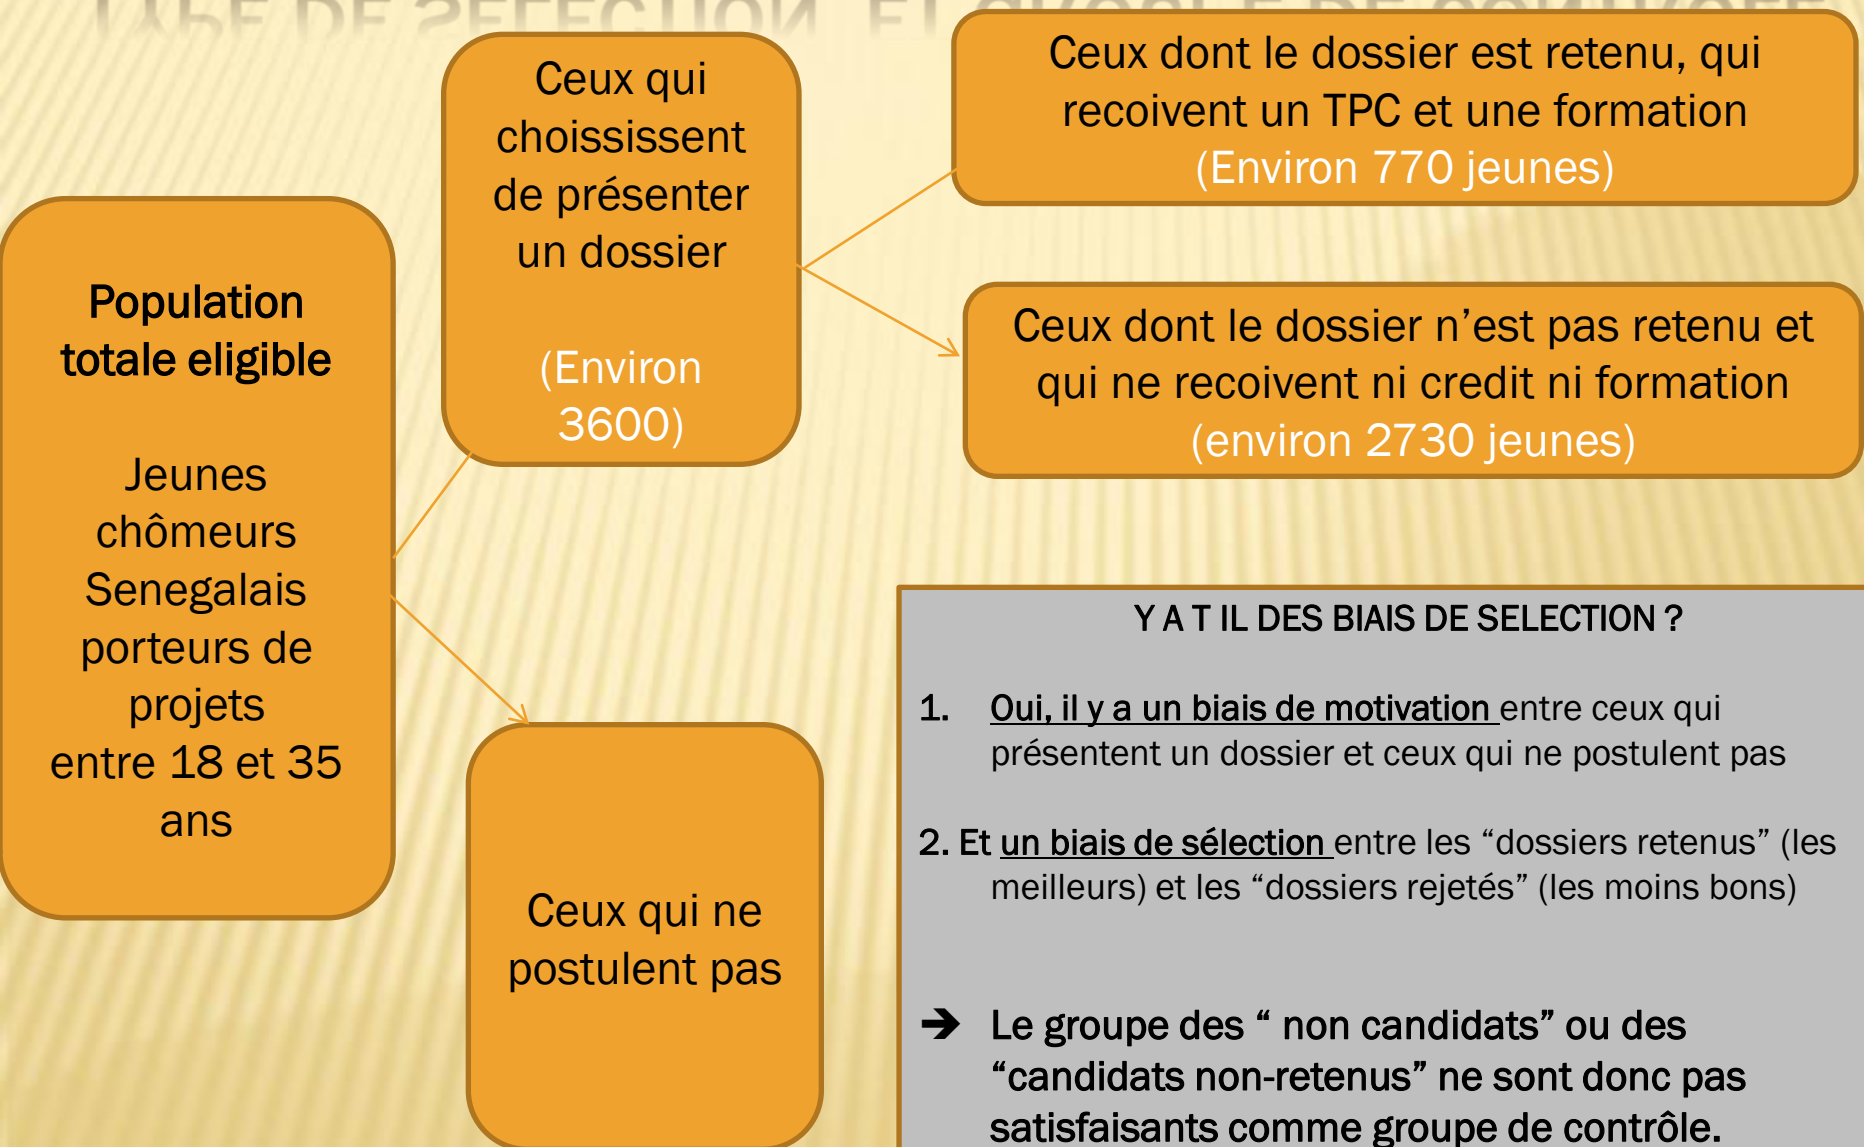 Population
totale eligible
Jeunes
chômeurs
Senegalais
porteurs de
projets
entre 18 et 35
ans
Ceux qui
choississent
de présenter
un dossier
(Environ
3600)
Ceux qui ne
postulent pas
Ceux dont le dossier est retenu, qui
recoivent un TPC et une formation
(Environ 770 jeunes)
Ceux dont le dossier n’est pas retenu et
qui ne recoivent ni credit ni formation
(environ 2730 jeunes)
Y A T IL DES BIAIS DE SELECTION ?
1. Oui, il y a un biais de motivation entre ceux qui
présentent un dossier et ceux qui ne postulent pas
2. Et un biais de sélection entre les “dossiers retenus” (les
meilleurs) et les “dossiers rejetés” (les moins bons)
➔ Le groupe des “ non candidats” ou des
“candidats non-retenus” ne sont donc pas
satisfaisants comme groupe de contrôle.